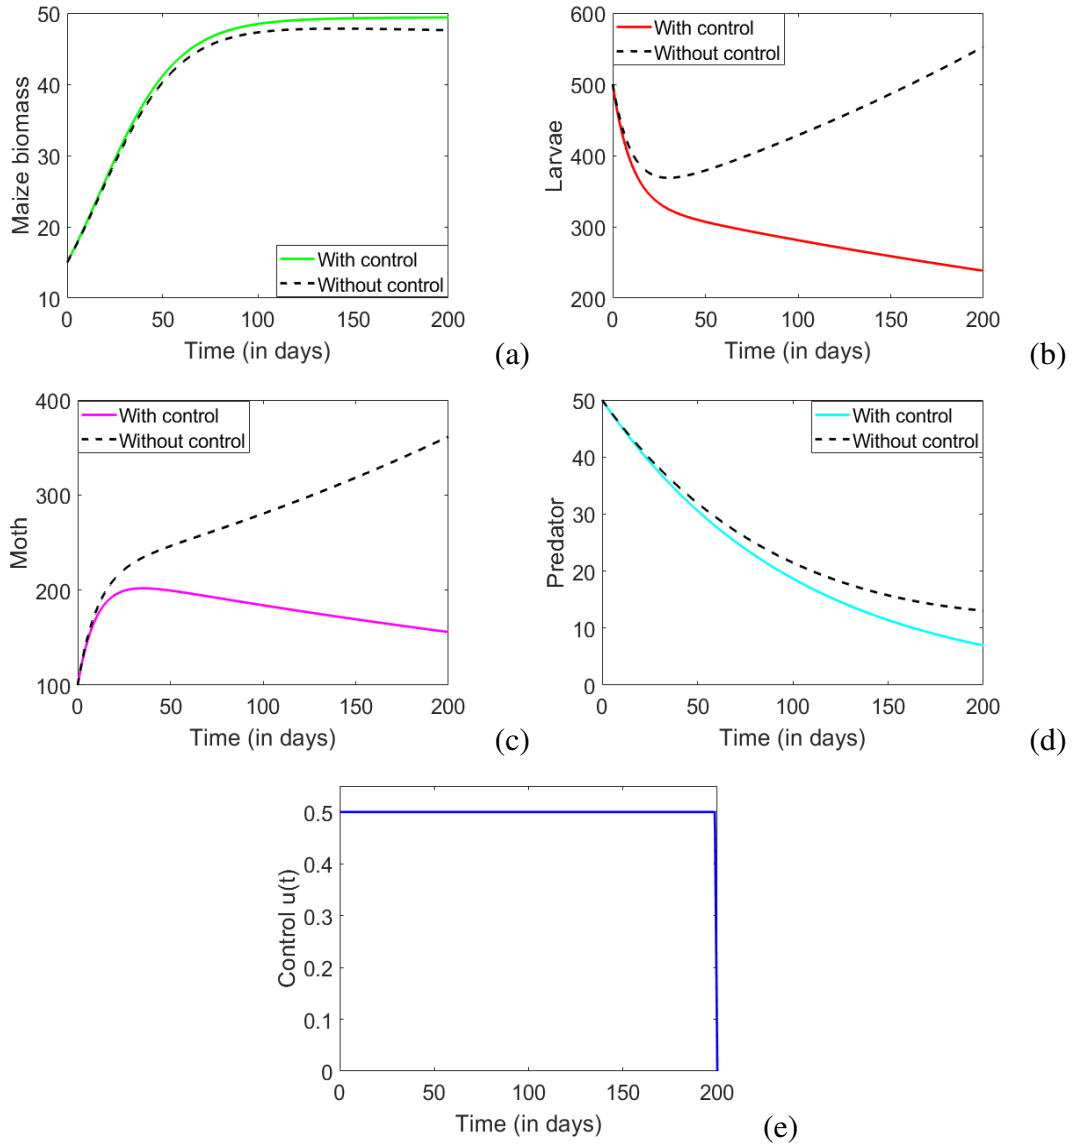 50
40
30
20
10
Maize biomass
With control
Without control
0 50 100 150 200
Time (in days)
(a)
600
500
400
300
200
Larvae
With control
Without control
0 50 100 150 200
Time (in days)
(b)
400
300
200
100
Moth
With control
Without control
0 50 100 150 200
Time (in days)
(c)
50
40
30
20
10
0
Predator
With control
Without control
0 50 100 150 200
Time (in days)
(d)
0.5
0.4
0.3
0.2
0.1
0
Control u(t)
0 50 100 150 200
Time (in days)
(e)